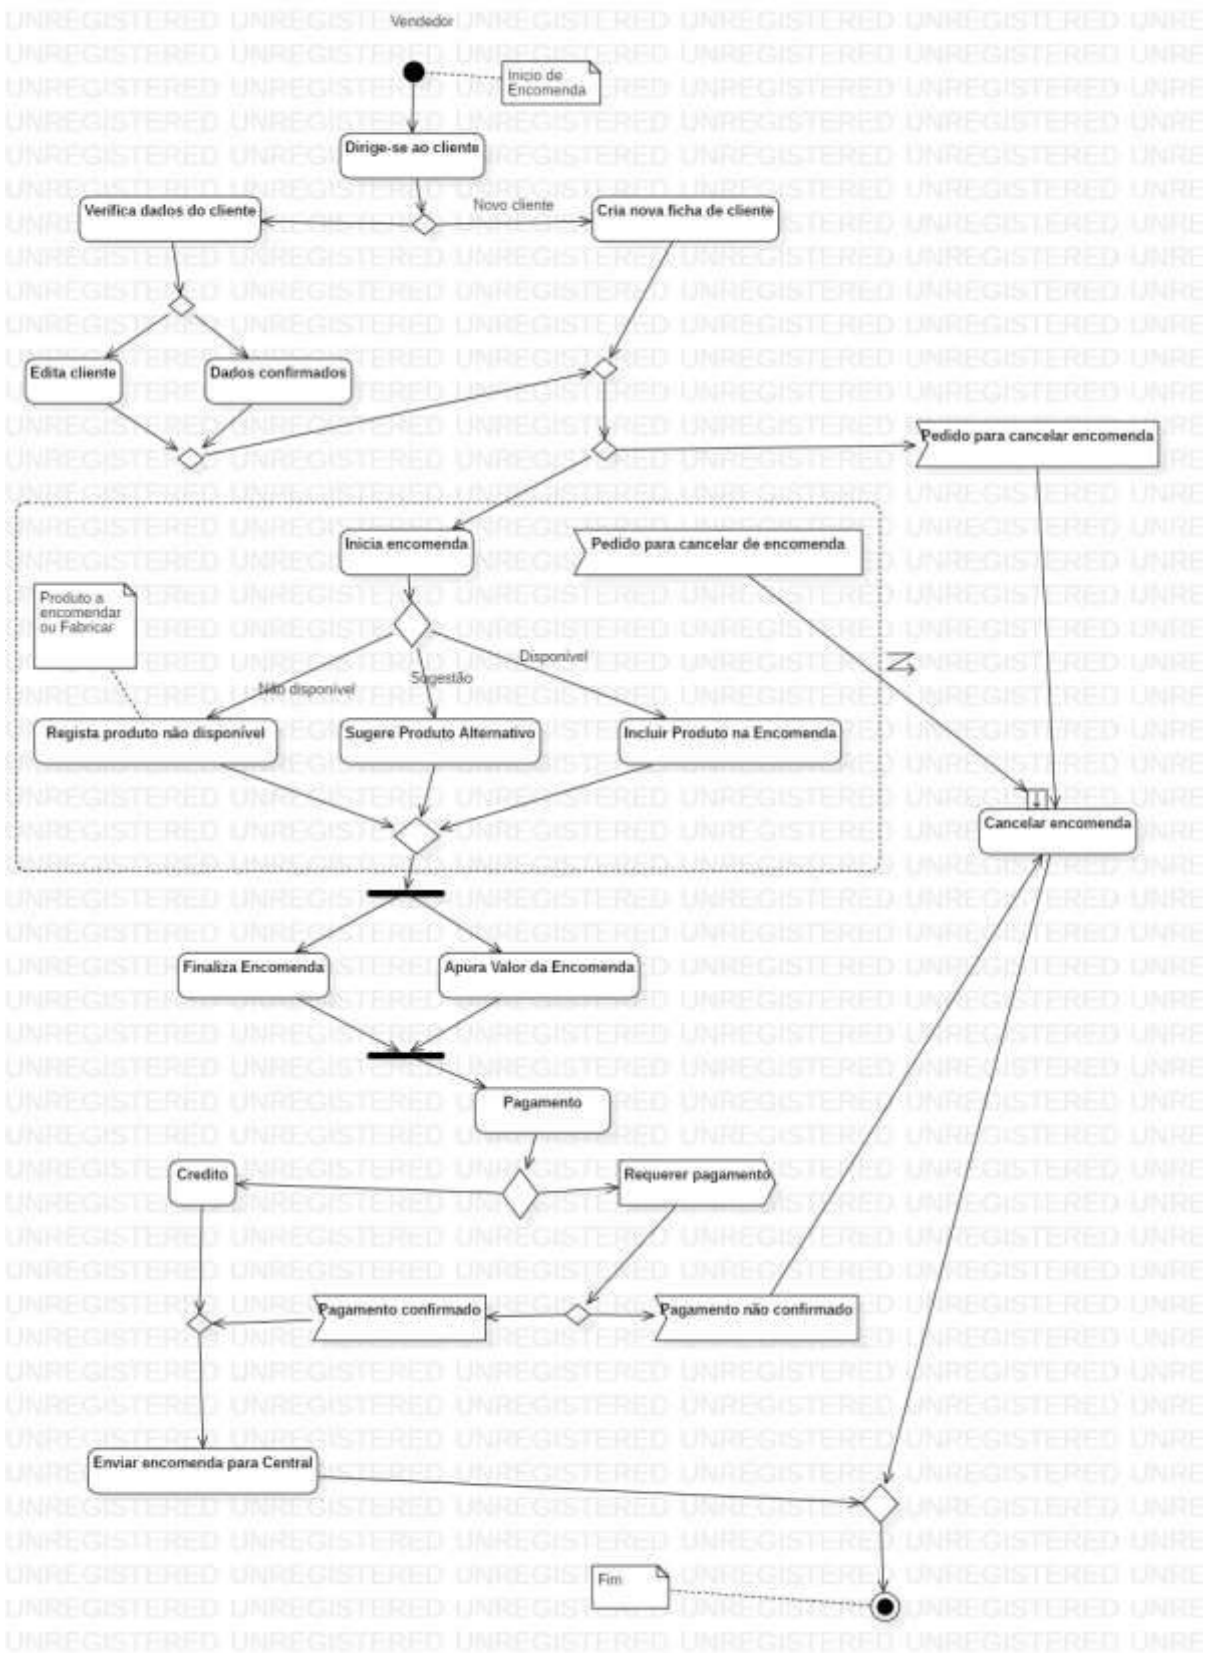 Vendedor
Inicio de
Encomenda
Dirige-se ao cliente
Verifica dados do cliente
Novo cliente
Cria nova ficha de cliente
Edita cliente
Dados confirmados
Pedido para cancelar encomenda
Inicia encomenda
Pedido para cancelar de encomenda
Produto a
encomendar
ou Fabricar
Disponível
Não disponível
Sugestão
Regista produto não disponível
Sugere Produto Alternativo
Incluir Produto na Encomenda
Cancelar encomenda
Finaliza Encomenda
Apura Valor da Encomenda
Pagamento
Credito
Requerer pagamento
Pagamento confirmado
Pagamento não confirmado
Enviar encomenda para Central
Fim